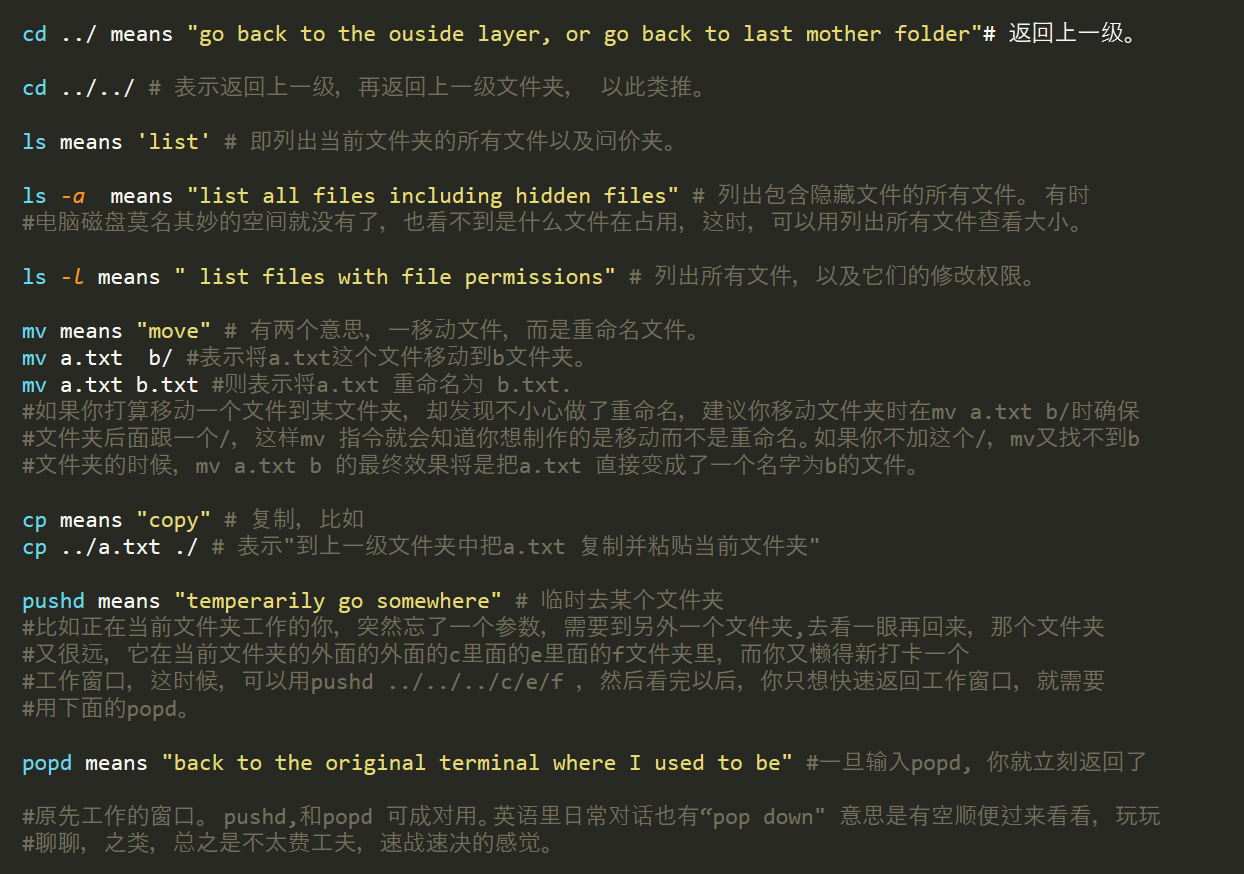 cd ../ means "go back to the ouside layer, or go back to last mother folder"# 返回上一级。
cd ../../ # 表示返回上一级, 再返回上一级文件夹, 以此类推。
ls means 'list' # 即列出当前文件夹的所有文件以及问价夹。
ls -a  means "list all files including hidden files" # 列出包含隐藏文件的所有文件。有时
#电脑磁盘莫名其妙的空间就没有了, 也看不到是什么文件在占用, 这时, 可以用列出所有文件查看大小。
ls -l means " list files with file permissions" # 列出所有文件, 以及它们的修改权限。
mv means "move" # 有两个意思, 一移动文件, 而是重命名文件。
mv a.txt  b/ #表示将a.txt这个文件移动到b文件夹。
mv a.txt b.txt #则表示将a.txt 重命名为 b.txt.
#如果你打算移动一个文件到某文件夹, 却发现不小心做了重命名, 建议你移动文件夹时在mv a.txt b/时确保
#文件夹后面跟一个/, 这样mv 指令就会知道你想制作的是移动而不是重命名。如果你不加这个/, mv又找不到b
#文件夹的时候, mv a.txt b 的最终效果将是把a.txt 直接变成了一个名字为b的文件。
cp means "copy" # 复制, 比如
cp ../a.txt ./ # 表示"到上一级文件夹中把a.txt 复制并粘贴当前文件夹"
pushd means "temperarily go somewhere" # 临时去某个文件夹
#比如正在当前文件夹工作的你, 突然忘了一个参数, 需要到另外一个文件夹,去看一眼再回来, 那个文件夹
#又很远, 它在当前文件夹的外面的外面的c里面的e里面的f文件夹里, 而你又懒得新打卡一个
#工作窗口, 这时候, 可以用pushd ../../../c/e/f , 然后看完以后, 你只想快速返回工作窗口, 就需要
#用下面的popd。
popd means "back to the original terminal where I used to be" #一旦输入popd, 你就立刻返回了
#原先工作的窗口。 pushd,和popd 可成对用。英语里日常对话也有“pop down" 意思是有空顺便过来看看, 玩玩
#聊聊, 之类, 总之是不太费工夫, 速战速决的感觉。